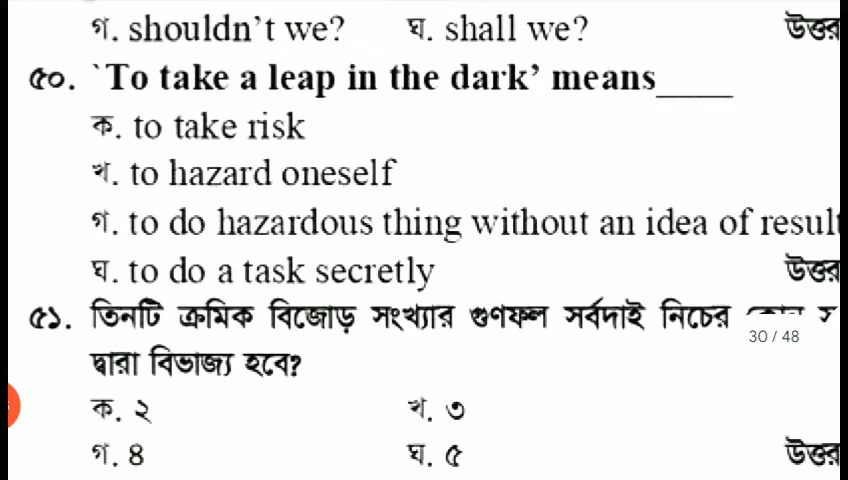 গ. shouldn’t we? ঘ. shall we? উত্তর
৫০. `To take a leap in the dark’ means_____
ক. to take risk
খ. to hazard oneself
গ. to do hazardous thing without an idea of result
ঘ. to do a task secretly উত্তর
৫১. তিনটি ক্রমিক বিজোড় সংখ্যার গুণফল সর্বদাই নিচের
30 / 48
দ্বারা বিভাজ্য হবে?
ক. ২ খ. ৩
গ. ৪ ঘ. ৫ উত্তর